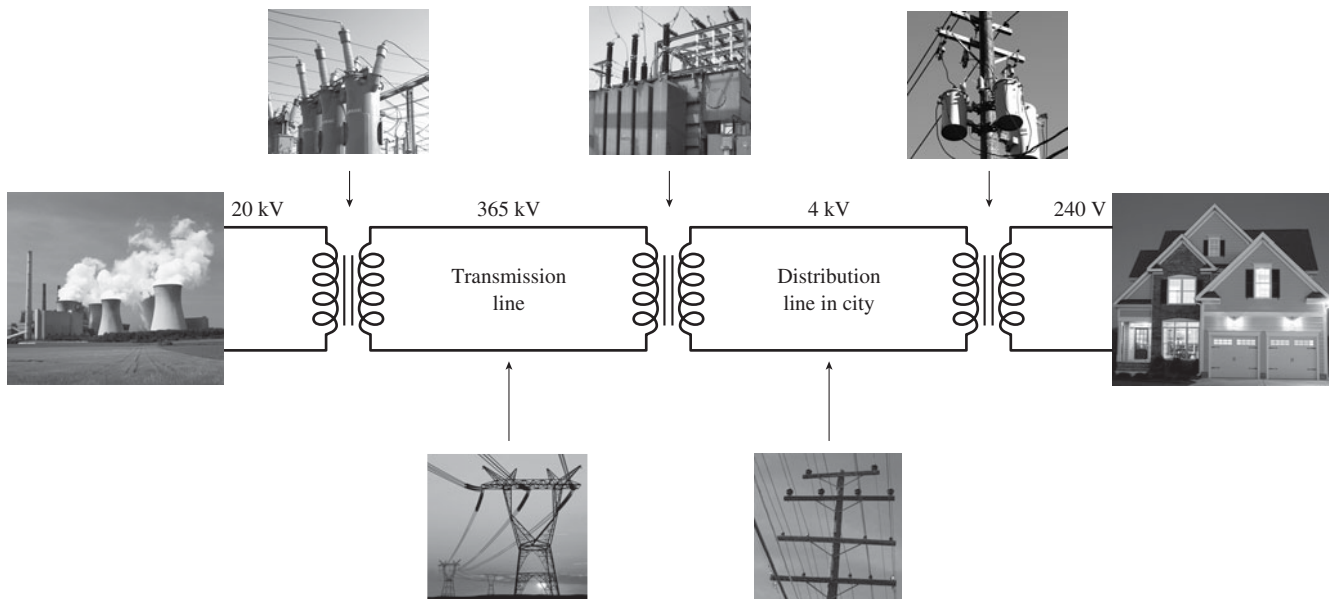 20 kV
365 kV
4 kV
240 V
Transmission
line
Distribution
line in city